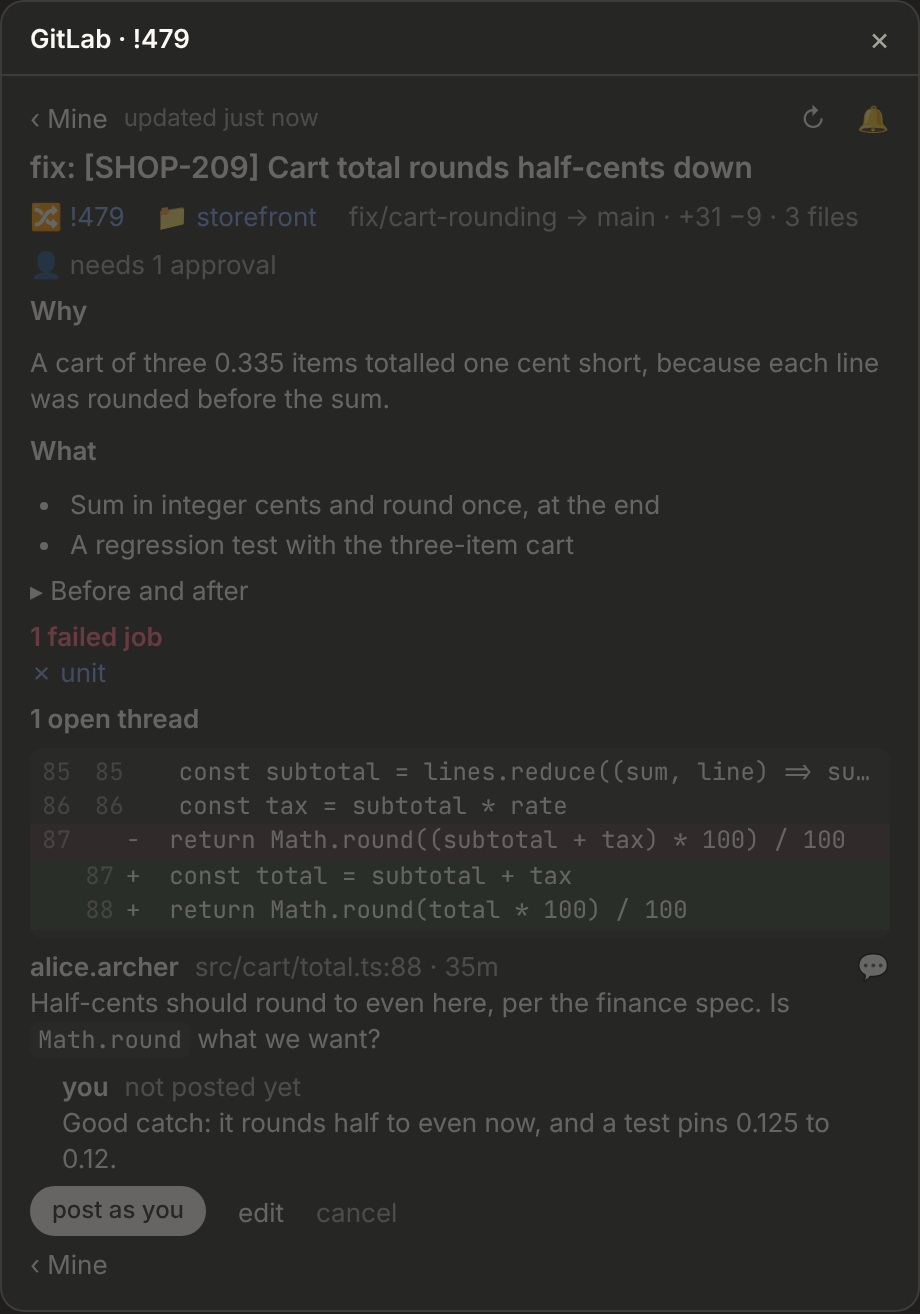 GitLab · !479
×
‹ Mine updated just now
fix: [SHOP-209] Cart total rounds half-cents down
!479 storefront fix/cart-rounding → main · +31 −9 · 3 files
needs 1 approval
Why
A cart of three 0.335 items totalled one cent short, because each line
was rounded before the sum.
What
• Sum in integer cents and round once, at the end
• A regression test with the three-item cart
▸ Before and after
1 failed job
× unit
1 open thread
85 85 const subtotal = lines.reduce((sum, line) => su…
86 86 const tax = subtotal * rate
87 - return Math.round((subtotal + tax) * 100) / 100
87 + const total = subtotal + tax
88 + return Math.round(total * 100) / 100
alice.archer src/cart/total.ts:88 · 35m
Half-cents should round to even here, per the finance spec. Is
Math.round what we want?
you not posted yet
Good catch: it rounds half to even now, and a test pins 0.125 to
0.12.
post as you edit cancel
‹ Mine